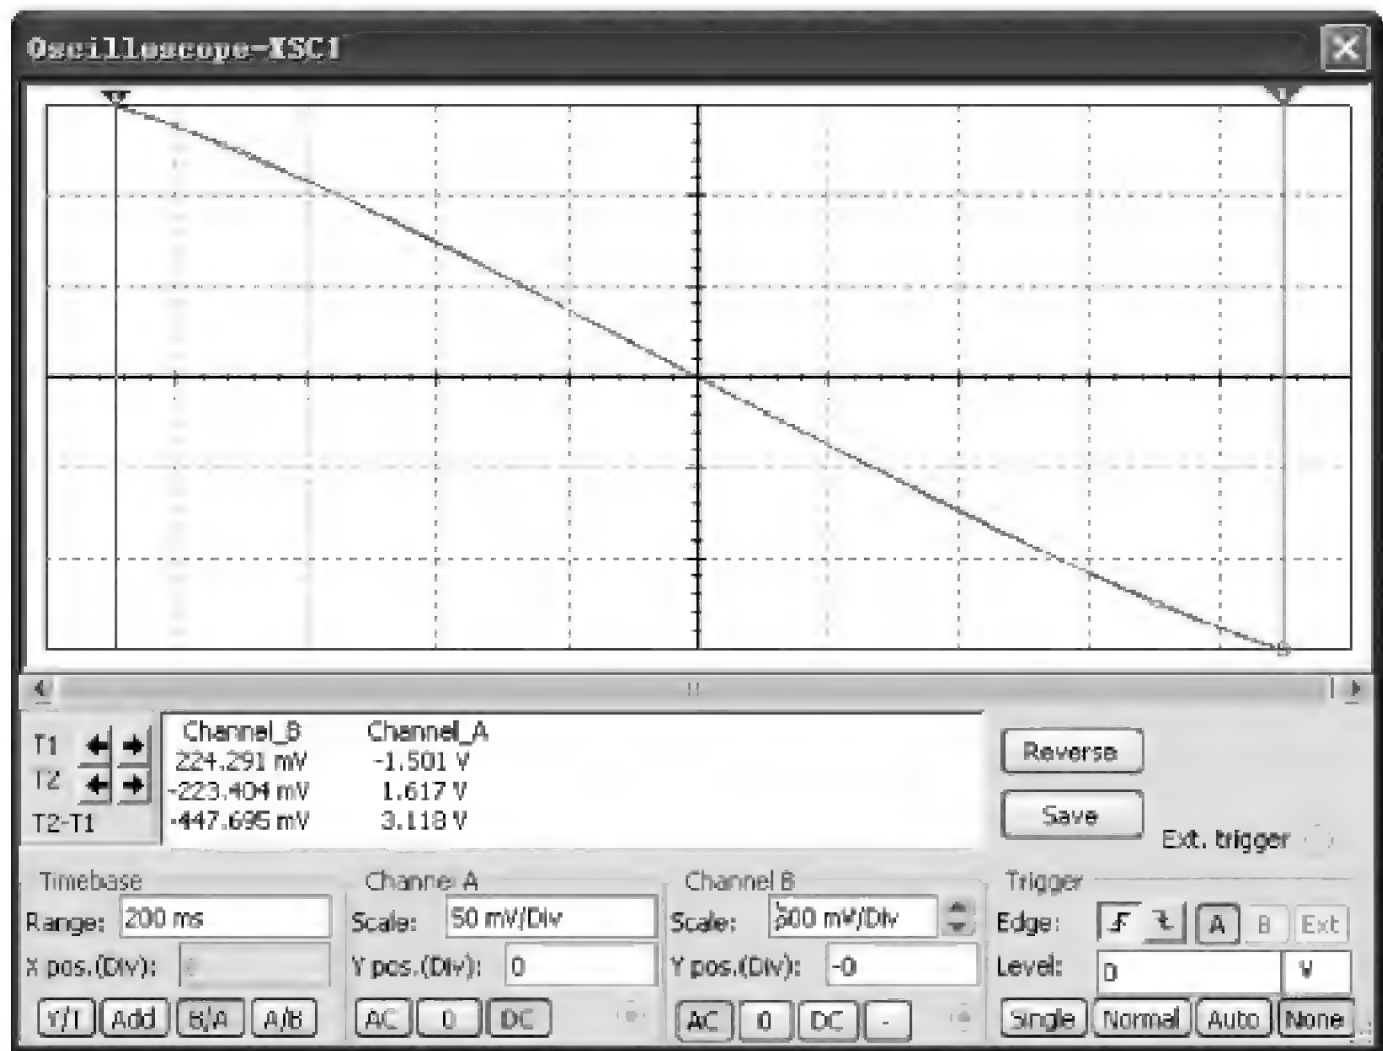 Oscilloscope-XSC1
T1
T2
T2-T1
Channel_B Channel_A
224.291 mV -1.501 V
-223.404 mV 1.617 V
-447.695 mV 3.118 V
Reverse
Save
Ext. trigger
Timebase
Range: 200 ms
X pos.(Div):
Y/T Add B/A A/B
Channel A
Scale: 50 mV/Div
Y pos.(Div): 0
AC 0 DC
Channel B
Scale: 500 mV/Div
Y pos.(Div): -0
AC 0 DC -
Trigger
Edge: A B Ext
Level: 0 V
Single Normal Auto None